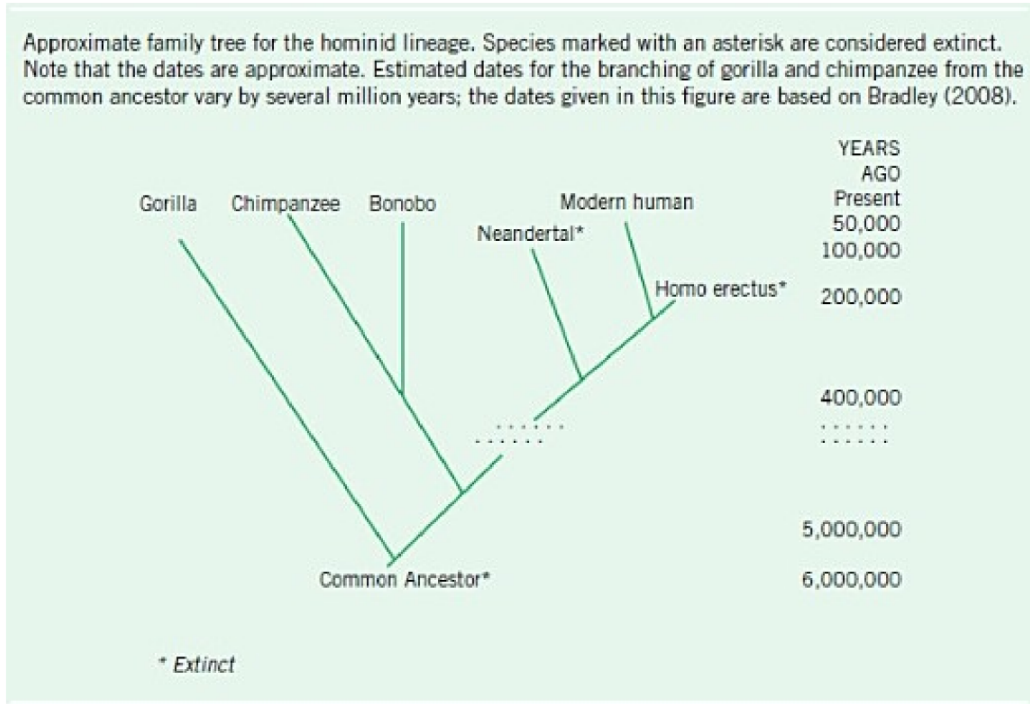 Approximate family tree for the hominid lineage. Species marked with an asterisk are considered extinct.
Note that the dates are approximate. Estimated dates for the branching of gorilla and chimpanzee from the
common ancestor vary by several million years; the dates given in this figure are based on Bradley (2008).
YEARS
AGO
Gorilla Chimpanzee Bonobo Modern human Present
Neandertal* 50,000
100,000
Homo erectus* 200,000
400,000
5,000,000
Common Ancestor* 6,000,000
* Extinct